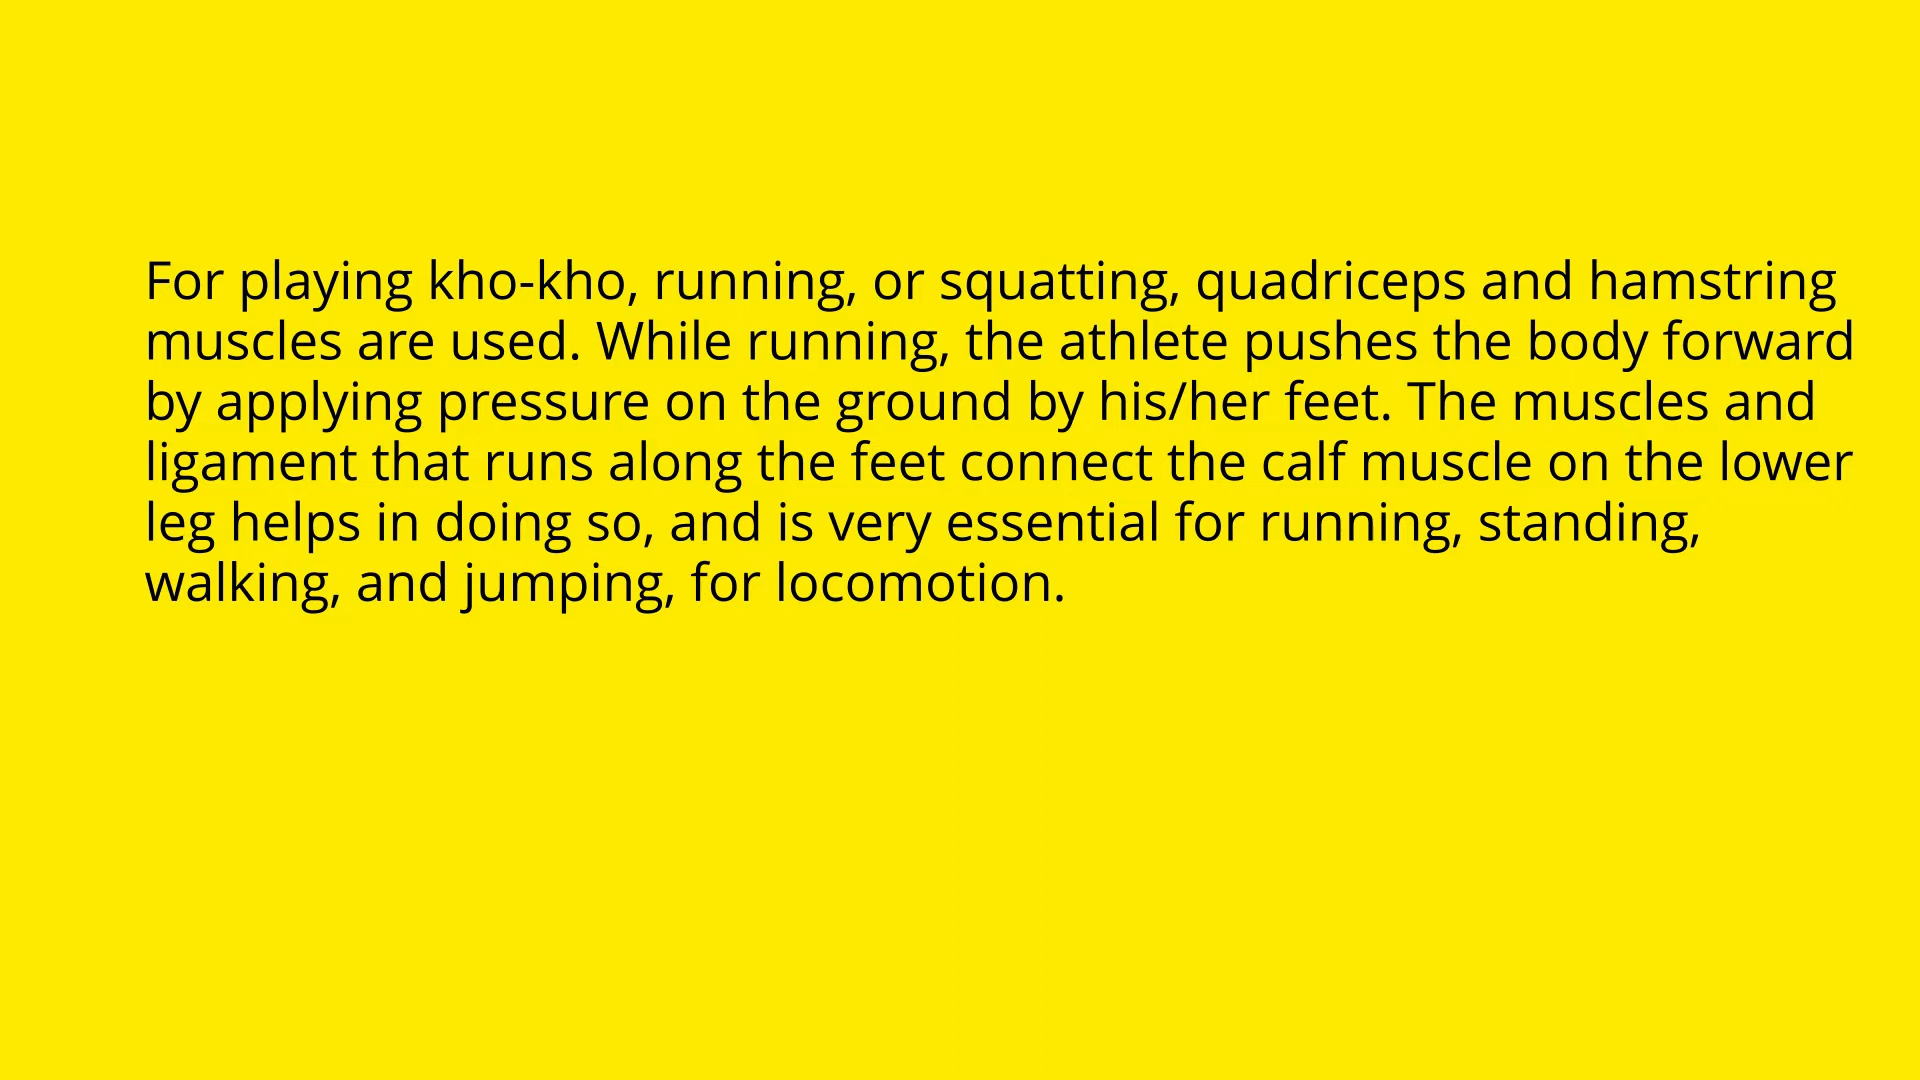 For playing kho-kho, running, or squatting, quadriceps and hamstring
muscles are used. While running, the athlete pushes the body forward
by applying pressure on the ground by his/her feet. The muscles and
ligament that runs along the feet connect the calf muscle on the lower
leg helps in doing so, and is very essential for running, standing,
walking, and jumping, for locomotion.